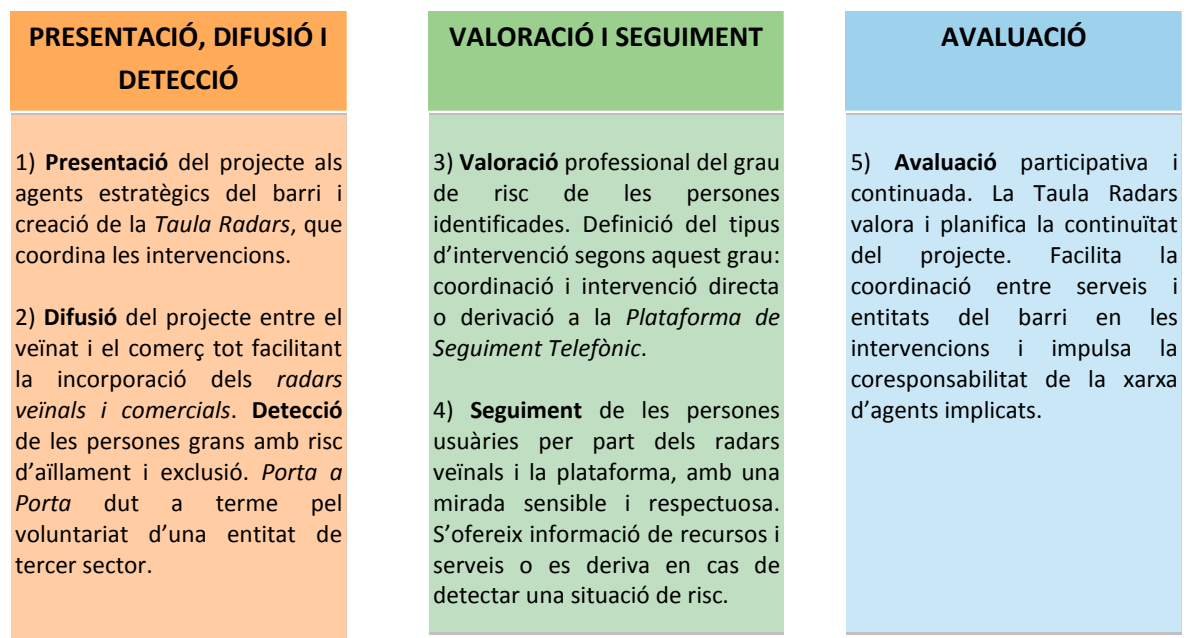 PRESENTACIÓ, DIFUSIÓ I
DETECCIÓ
1) Presentació del projecte als
agents estratègics del barri i
creació de la Taula Radars, que
coordina les intervencions.
2) Difusió del projecte entre el
veïnat i el comerç tot facilitant
la incorporació dels radars
veïnals i comercials. Detecció
de les persones grans amb risc
d’aïllament i exclusió. Porta a
Porta dut a terme pel
voluntariat d’una entitat de
tercer sector.
VALORACIÓ I SEGUIMENT
3) Valoració professional del grau
de risc de les persones
identificades. Definició del tipus
d’intervenció segons aquest grau:
coordinació i intervenció directa
o derivació a la Plataforma de
Seguiment Telefònic.
4) Seguiment de les persones
usuàries per part dels radars
veïnals i la plataforma, amb una
mirada sensible i respectuosa.
S’ofereix informació de recursos i
serveis o es deriva en cas de
detectar una situació de risc.
AVALUACIÓ
5) Avaluació participativa i
continuada. La Taula Radars
valora i planifica la continuïtat
del projecte. Facilita la
coordinació entre serveis i
entitats del barri en les
intervencions i impulsa la
coresponsabilitat de la xarxa
d’agents implicats.